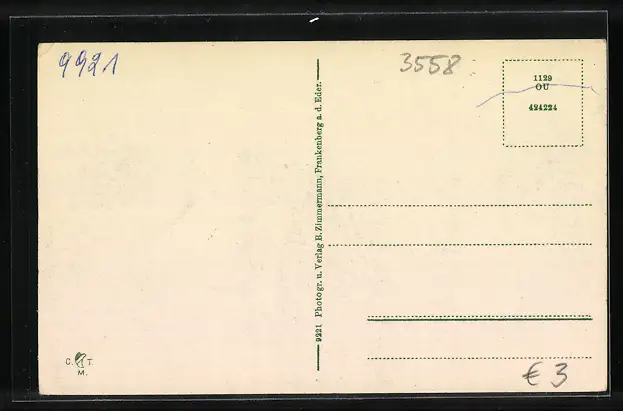 9921
3558
1129
OU
424224
9221 Photogr. u. Verlag B. Zimmermann, Frankenberg a. d. Eder.
C. T.
M.
€ 3